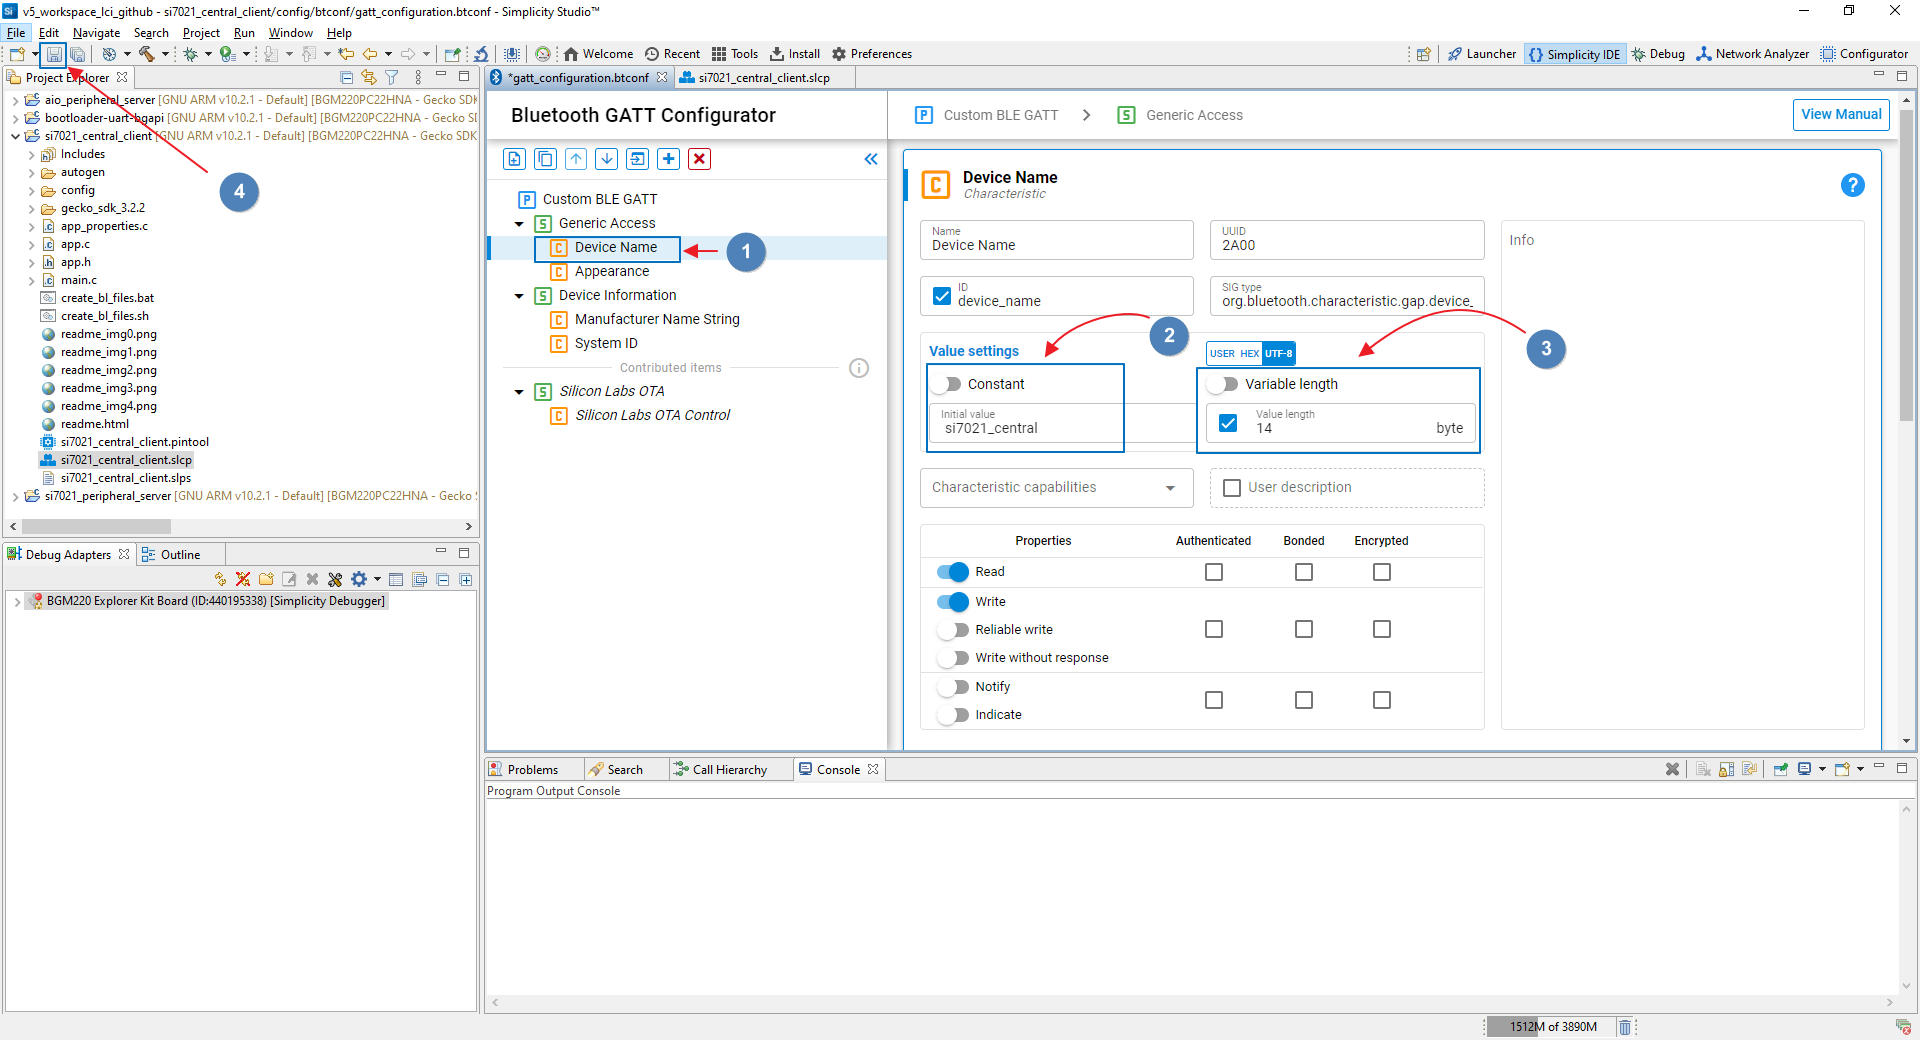 v5_workspace_lci_github - si7021_central_client/config/btconf/gatt_configuration.btconf - Simplicity Studio™
File Edit Navigate Search Project Run Window Help
Welcome Recent Tools Install Preferences
Launcher Simplicity IDE Debug Network Analyzer Configurator
Project Explorer
aio_peripheral_server [GNU ARM v10.2.1 - Default] [BGM220PC22HNA - Gecko SDK
bootloader-uart-bgapi [GNU ARM v10.2.1 - Default] [BGM220PC22HNA - Gecko SDK
si7021_central_client [GNU ARM v10.2.1 - Default] [BGM220PC22HNA - Gecko SDK
Includes
autogen
config
gecko_sdk_3.2.2
app_properties.c
app.c
app.h
main.c
create_bl_files.bat
create_bl_files.sh
readme_img0.png
readme_img1.png
readme_img2.png
readme_img3.png
readme_img4.png
readme.html
si7021_central_client.pintool
si7021_central_client.slcp
si7021_central_client.slps
si7021_peripheral_server [GNU ARM v10.2.1 - Default] [BGM220PC22HNA - Gecko S
4
Debug Adapters Outline
BGM220 Explorer Kit Board (ID:440195338) [Simplicity Debugger]
*gatt_configuration.btconf si7021_central_client.slcp
Bluetooth GATT Configurator
P Custom BLE GATT
S Generic Access
C Device Name
1
C Appearance
S Device Information
C Manufacturer Name String
C System ID
Contributed items
S Silicon Labs OTA
C Silicon Labs OTA Control
P Custom BLE GATT > S Generic Access
View Manual
C Device Name
Characteristic
?
Name
Device Name
UUID
2A00
Info
ID
device_name
SIG type
org.bluetooth.characteristic.gap.device_
2
3
Value settings
USER HEX UTF-8
Constant
Variable length
Initial value
si7021_central
Value length
14 byte
Characteristic capabilities
User description
Properties Authenticated Bonded Encrypted
Read
Write
Reliable write
Write without response
Notify
Indicate
Problems Search Call Hierarchy Console
Program Output Console
1512M of 3890M